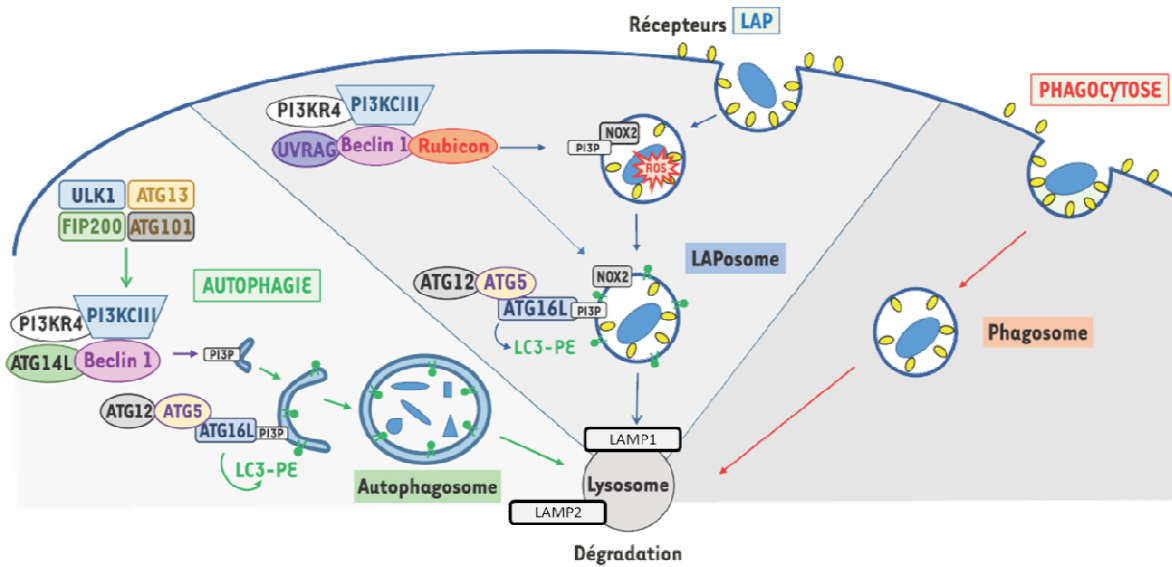 Récepteurs LAP
PHAGOCYTOSE
PI3KR4 PI3KCIII
UVRAG Beclin 1 Rubicon
NOX2
PI3P
ROS
ULK1 ATG13
FIP200 ATG101
AUTOPHAGIE
LAPosome
NOX2
ATG12 ATG5
ATG16L PI3P
LC3-PE
Phagosome
PI3KR4 PI3KCIII
ATG14L Beclin 1
PI3P
ATG12 ATG5
ATG16L PI3P
LC3-PE
Autophagosome
LAMP1
Lysosome
LAMP2
Dégradation